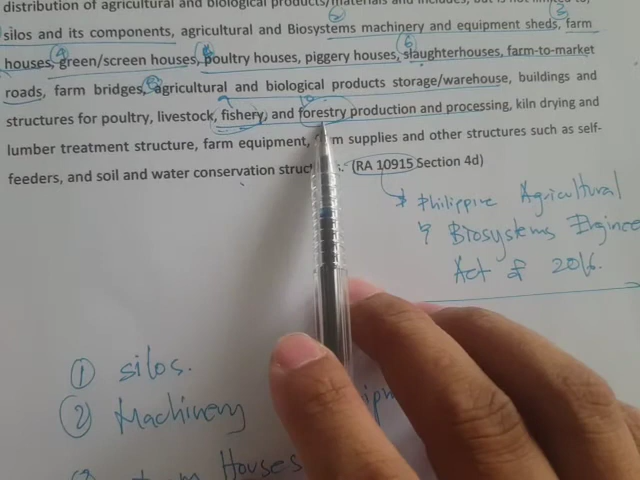 distribution of agricultural and biological products/materials and includes, but is not limited to,
silos and its components, agricultural and Biosystems machinery and equipment sheds, farm
houses, green/screen houses, poultry houses, piggery houses, slaughterhouses, farm-to-market
roads, farm bridges, agricultural and biological products storage/warehouse, buildings and
structures for poultry, livestock, fishery, and forestry production and processing, kiln drying and
lumber treatment structure, farm equipment, farm supplies and other structures such as self-
feeders, and soil and water conservation struc (RA 10915 Section 4d)
Philippine Agricultural
& Biosystems Enginee
Act of 2016.
① Silos.
② Machinery
Houses